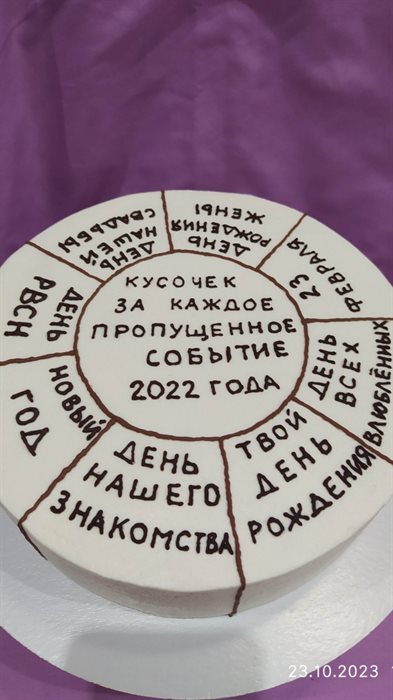 КУСОЧЕК
ЗА КАЖДОЕ
ПРОПУЩЕННОЕ
СОБЫТИЕ
2022 ГОДА
ДЕНЬ
РОЖДЕНИЯ
ЖЕНЫ
23
ФЕВРАЛЯ
ДЕНЬ
ВСЕХ
ВЛЮБЛЁННЫХ
ТВОЙ
ДЕНЬ
РОЖДЕНИЯ
ДЕНЬ
НАШЕГО
ЗНАКОМСТВА
НОВЫЙ
ГОД
ДЕНЬ
РВСН
ДЕНЬ
НАШЕЙ
СВАДЬБЫ
23.10.2023